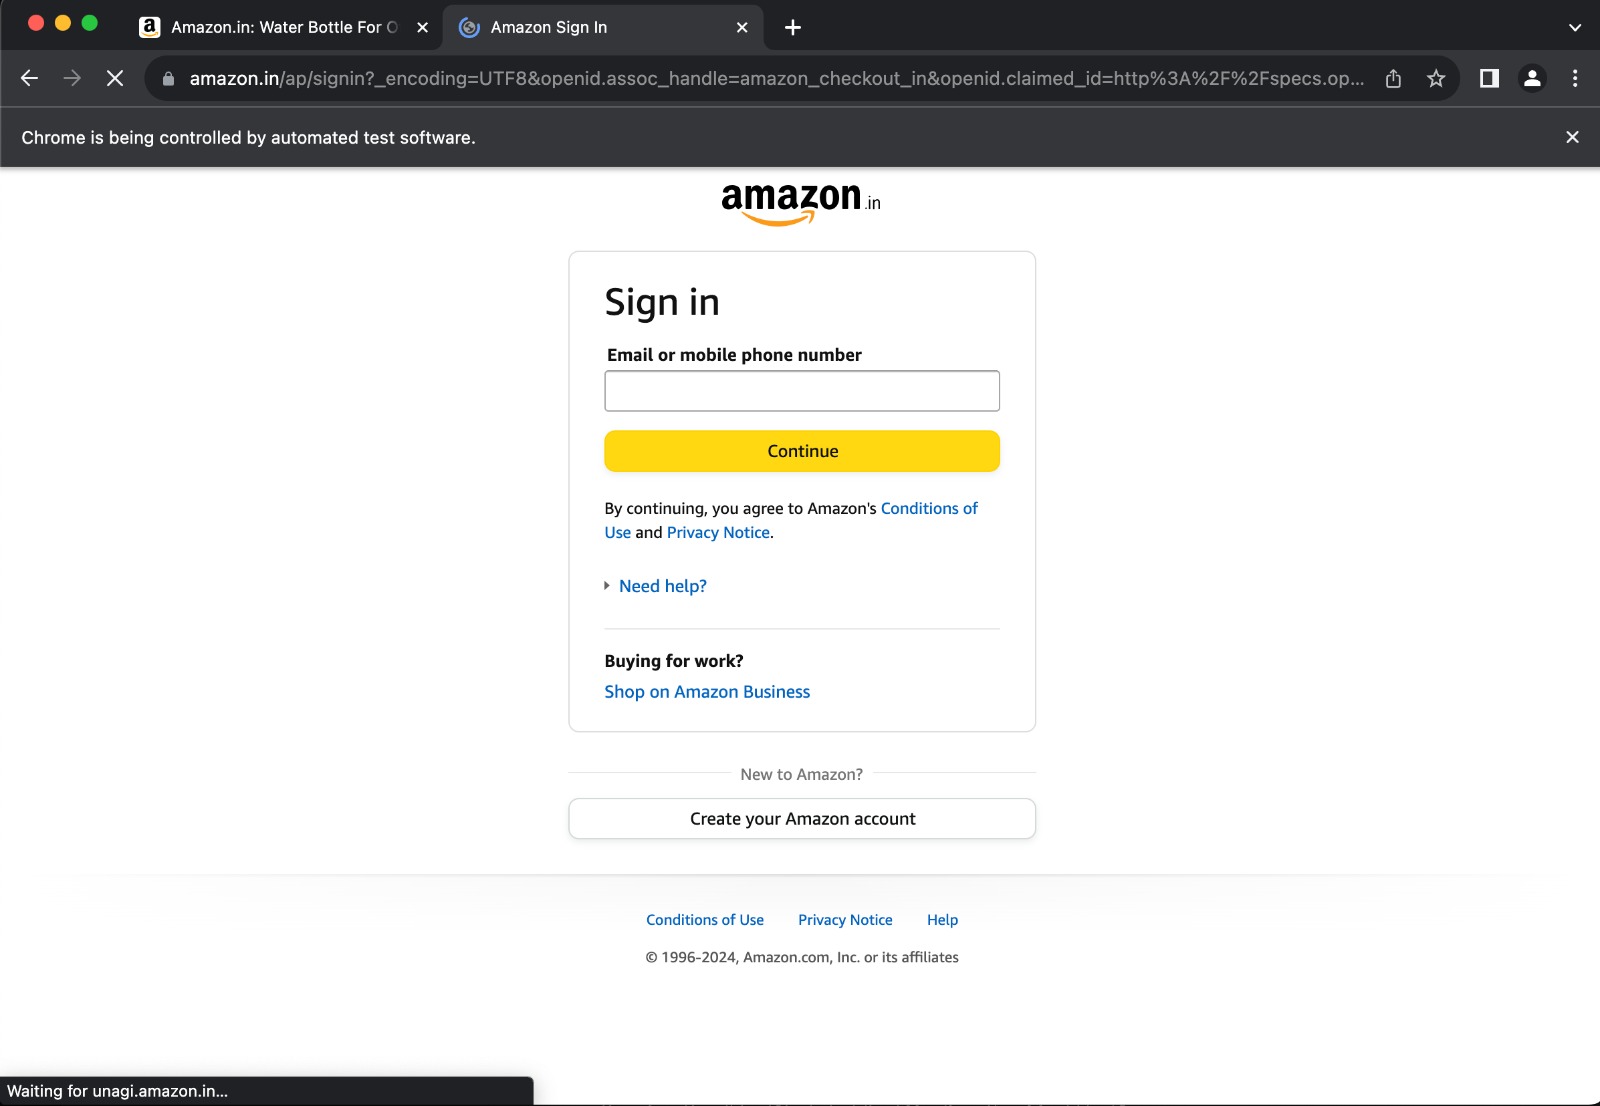 Amazon.in: Water Bottle For
Amazon Sign In
amazon.in/ap/signin?_encoding=UTF8&openid.assoc_handle=amazon_checkout_in&openid.claimed_id=http%3A%2F%2Fspecs.op...
Chrome is being controlled by automated test software.
amazon.in
Sign in
Email or mobile phone number
Continue
By continuing, you agree to Amazon's Conditions of
Use and Privacy Notice.
Need help?
Buying for work?
Shop on Amazon Business
New to Amazon?
Create your Amazon account
Conditions of Use Privacy Notice Help
© 1996-2024, Amazon.com, Inc. or its affiliates
Waiting for unagi.amazon.in...